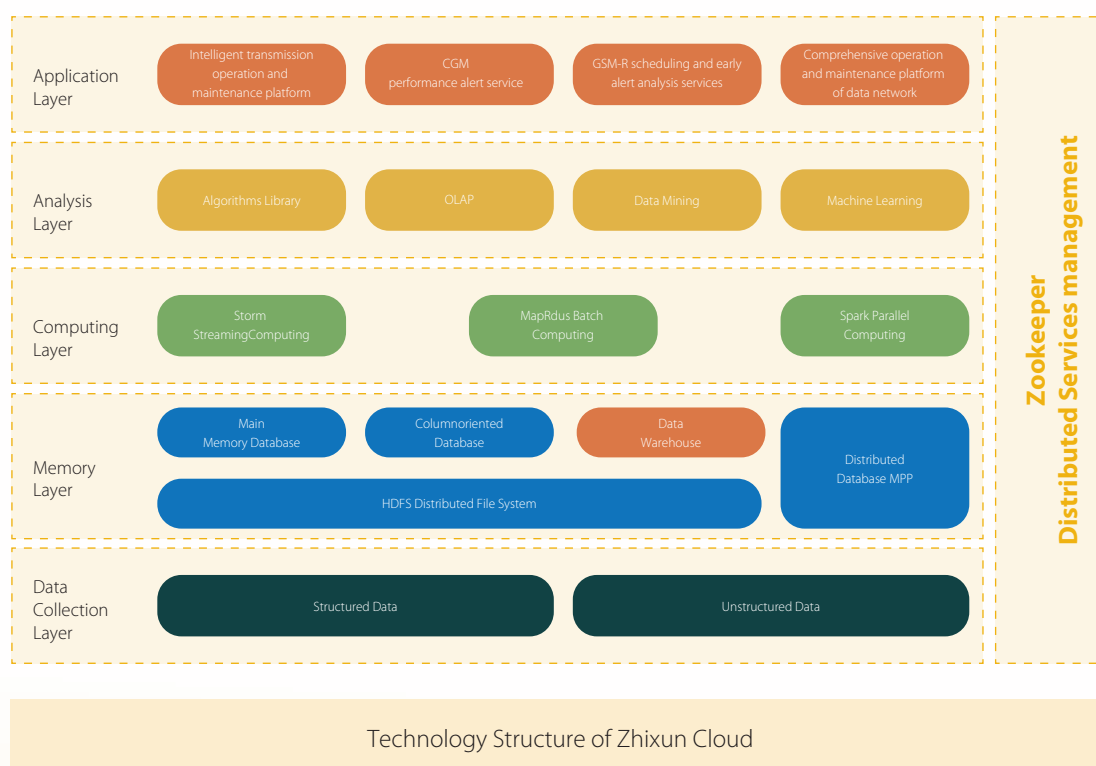 Application
Layer
Intelligent transmission
operation and
maintenance platform
CGM
performance alert service
GSM-R scheduling and early
alert analysis services
Comprehensive operation
and maintenance platform
of data network
Analysis
Layer
Algorithms Library
OLAP
Data Mining
Machine Learning
Computing
Layer
Storm
StreamingComputing
MapRdus Batch
Computing
Spark Parallel
Computing
Memory
Layer
Main
Memory Database
Columnoriented
Database
Data
Warehouse
Distributed
Database MPP
HDFS Distributed File System
Data
Collection
Layer
Structured Data
Unstructured Data
Zookeeper
Distributed Services management
Technology Structure of Zhixun Cloud